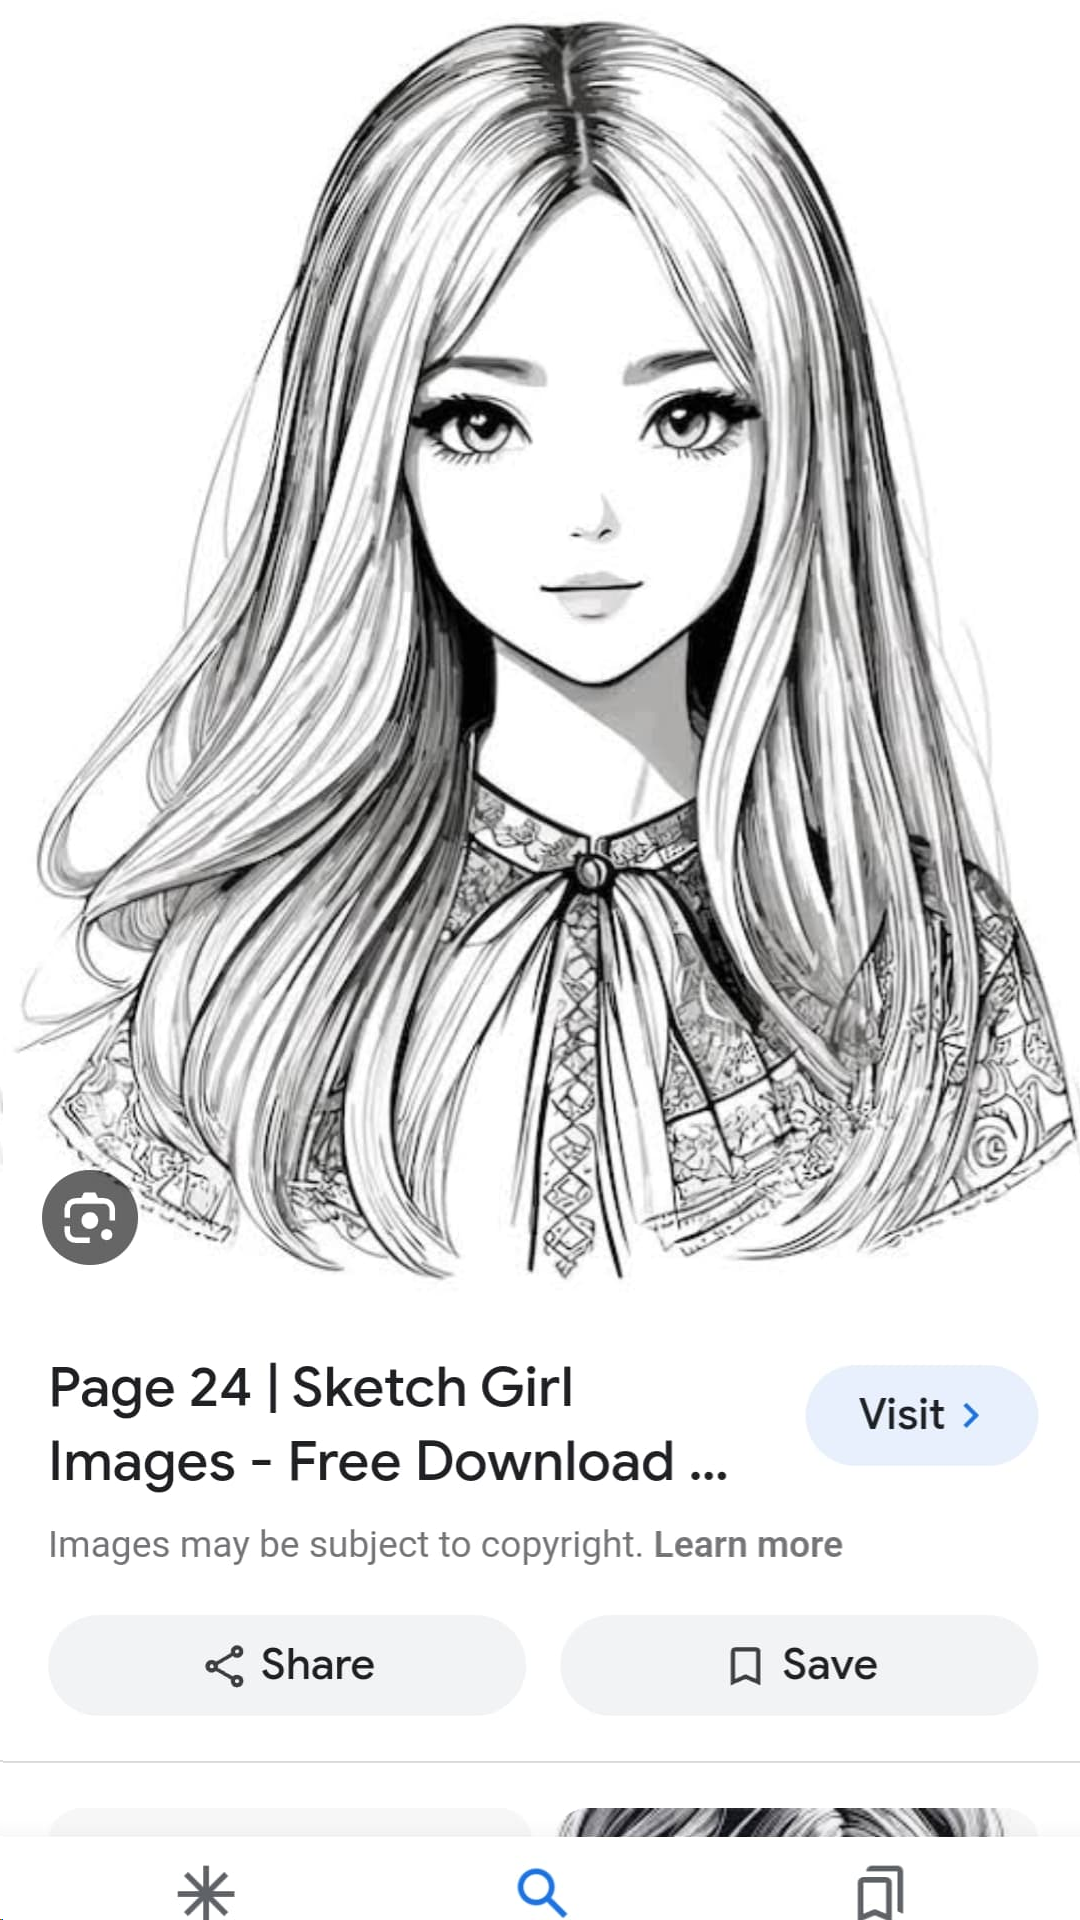 Page 24 | Sketch Girl
Images - Free Download ...
Visit
Images may be subject to copyright. Learn more
Share
Save